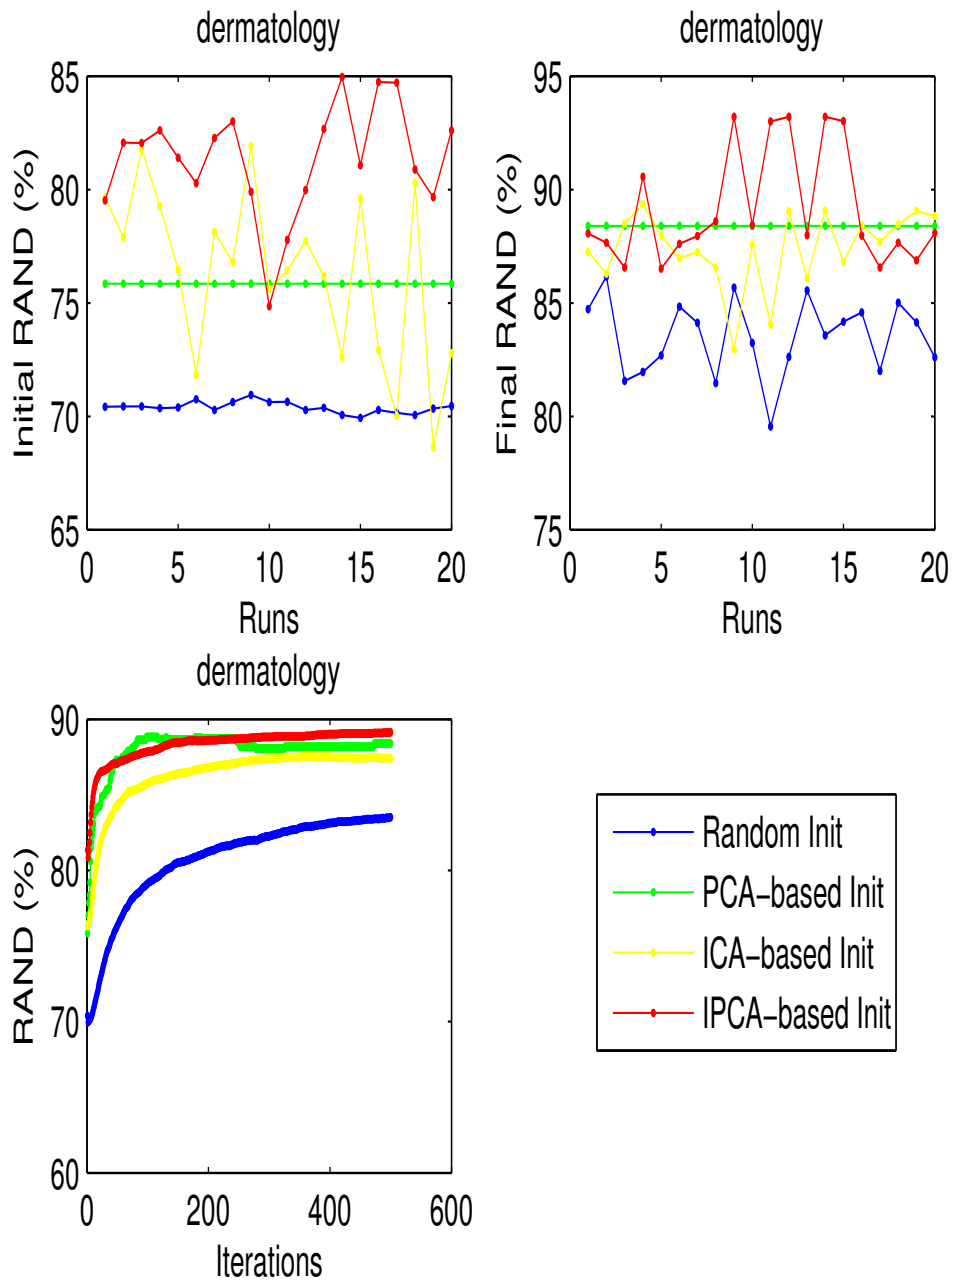 dermatology
85
80
75
70
65
Initial RAND (%)
0 5 10 15 20
Runs
dermatology
95
90
85
80
75
Final RAND (%)
0 5 10 15 20
Runs
dermatology
90
80
70
60
RAND (%)
0 200 400 600
Iterations
Random Init
PCA−based Init
ICA−based Init
IPCA−based Init